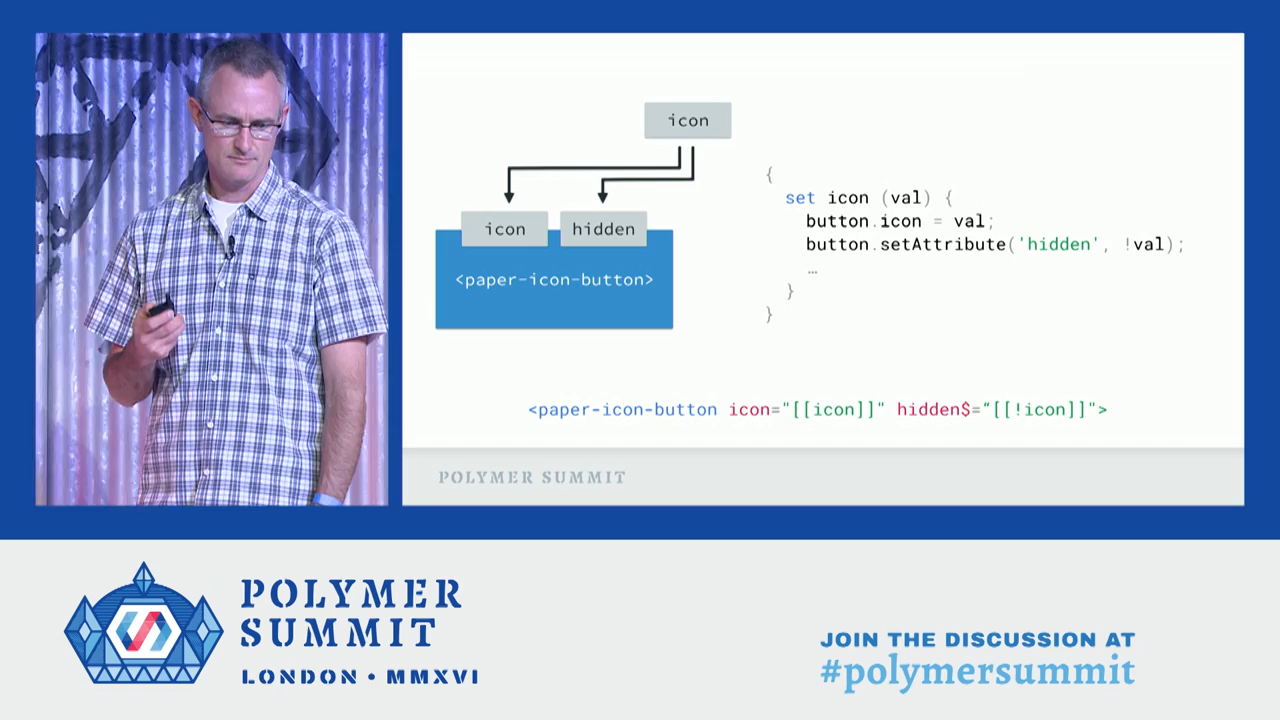 icon
icon hidden
<paper-icon-button>
{
set icon (val) {
button.icon = val;
button.setAttribute('hidden', !val);
…
}
}
<paper-icon-button icon="[[icon]]" hidden$=“[[!icon]]">
POLYMER SUMMIT
POLYMER
SUMMIT
LONDON • MMXVI
JOIN THE DISCUSSION AT
#polymersummit